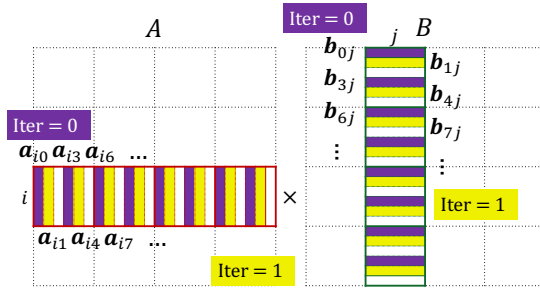 A
Iter = 0
j B
b0j
b1j
b3j
b4j
b6j
b7j
⋮
⋮
Iter = 0
ai0 ai3 ai6 ...
i
×
ai1 ai4 ai7 ...
Iter = 1
Iter = 1